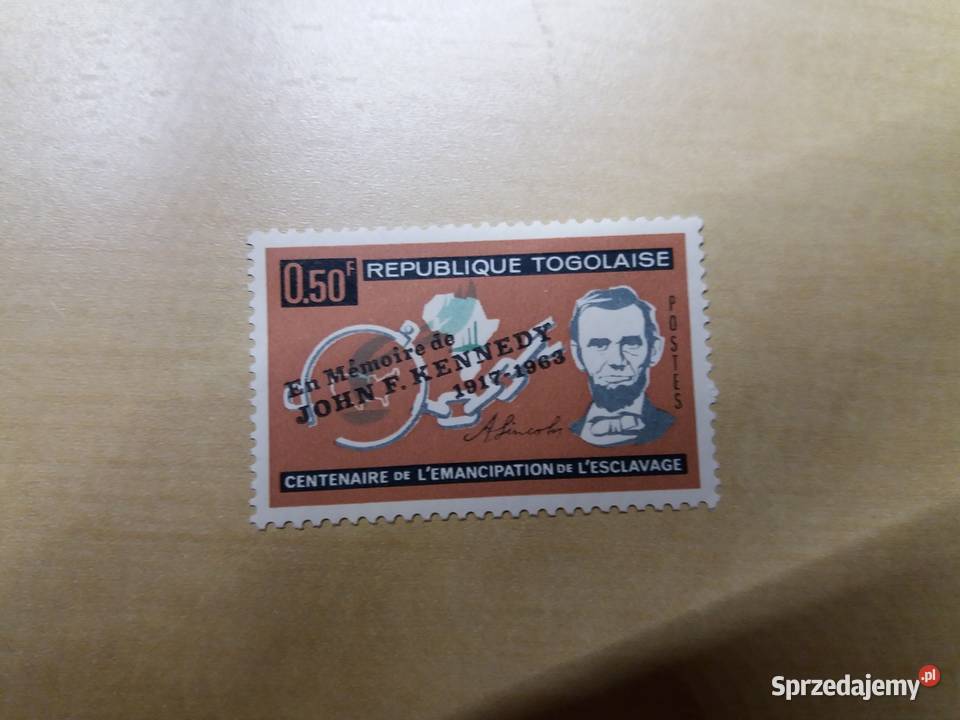 0.50F
REPUBLIQUE TOGOLAISE
POSTES
En Mémoire de
JOHN F. KENNEDY
1917-1963
A. Lincoln
CENTENAIRE DE L'EMANCIPATION DE L'ESCLAVAGE
Sprzedajemy.pl